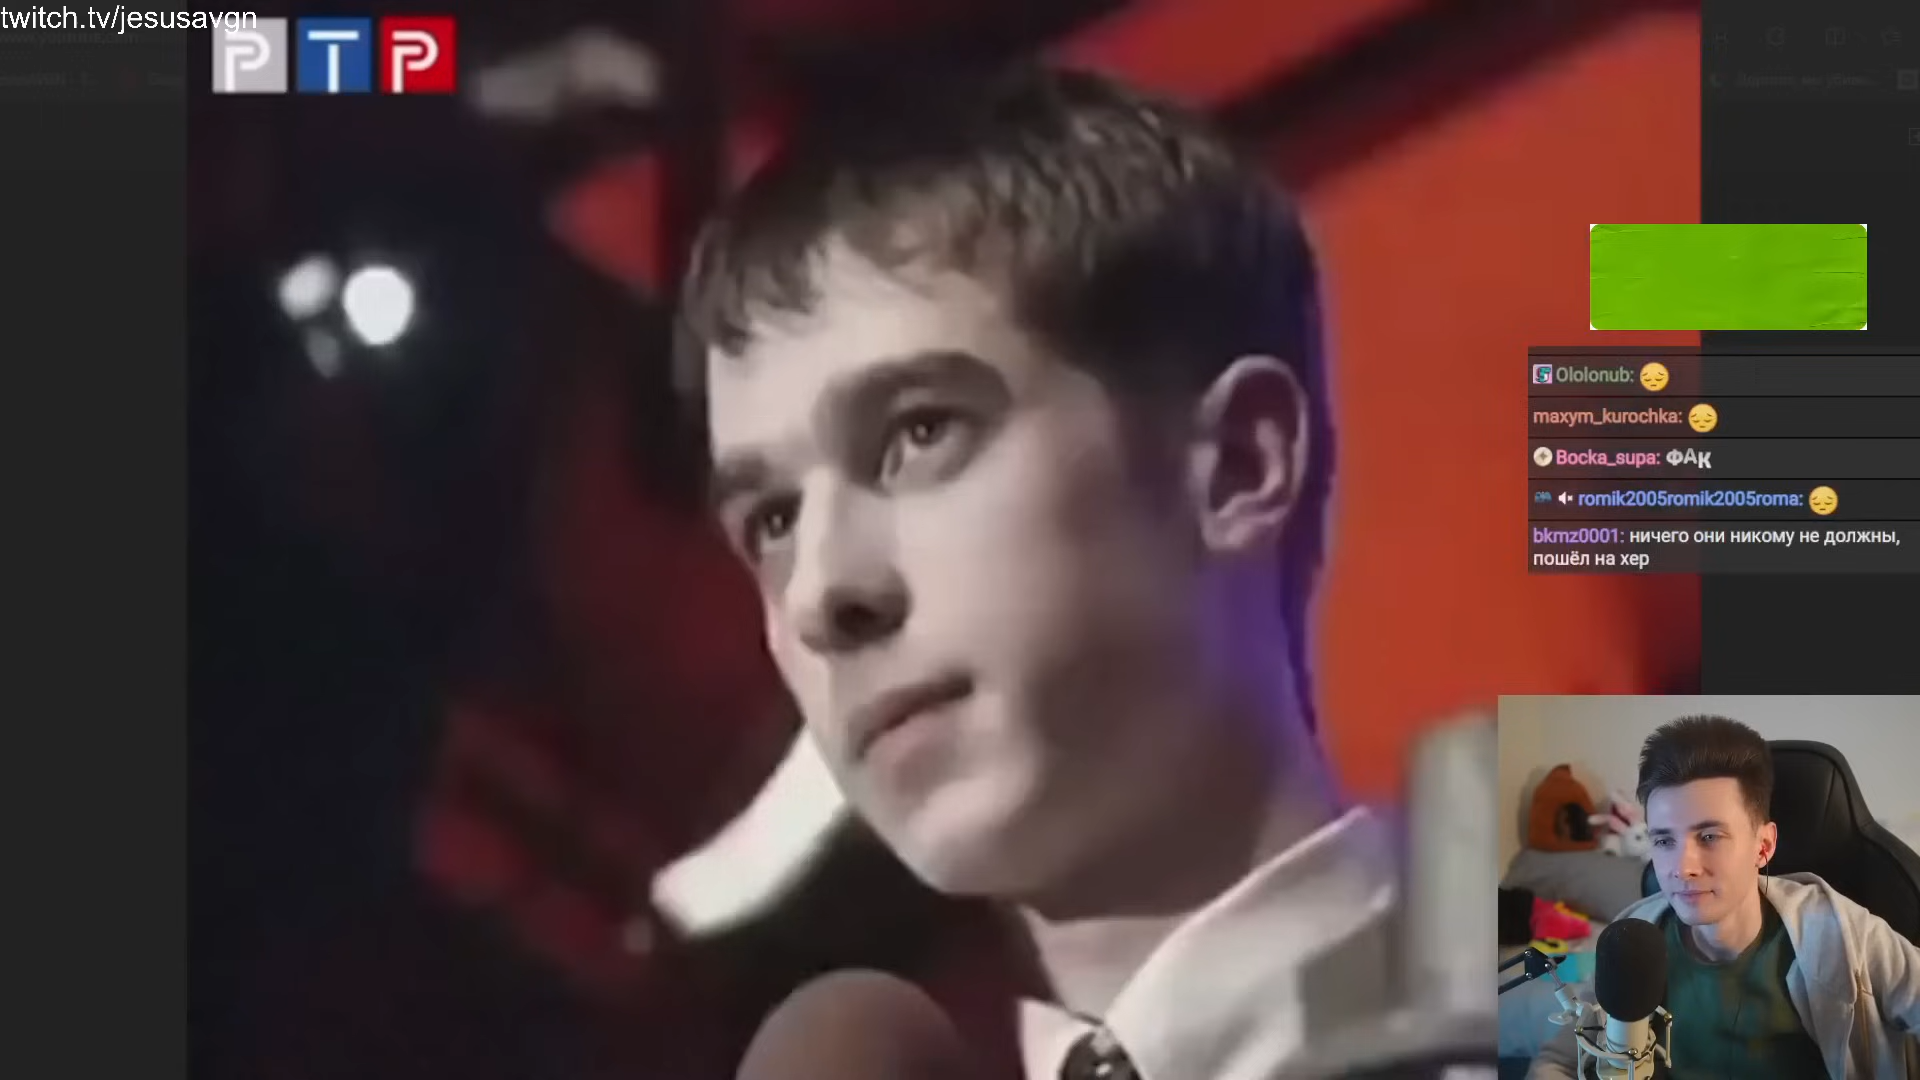 twitch.tv/jesusavgn
РТР
Ololonub:
maxym_kurochka:
Bocka_supa: ФАК
romik2005romik2005roma:
bkmz0001: ничего они никому не должны,
пошёл на хер